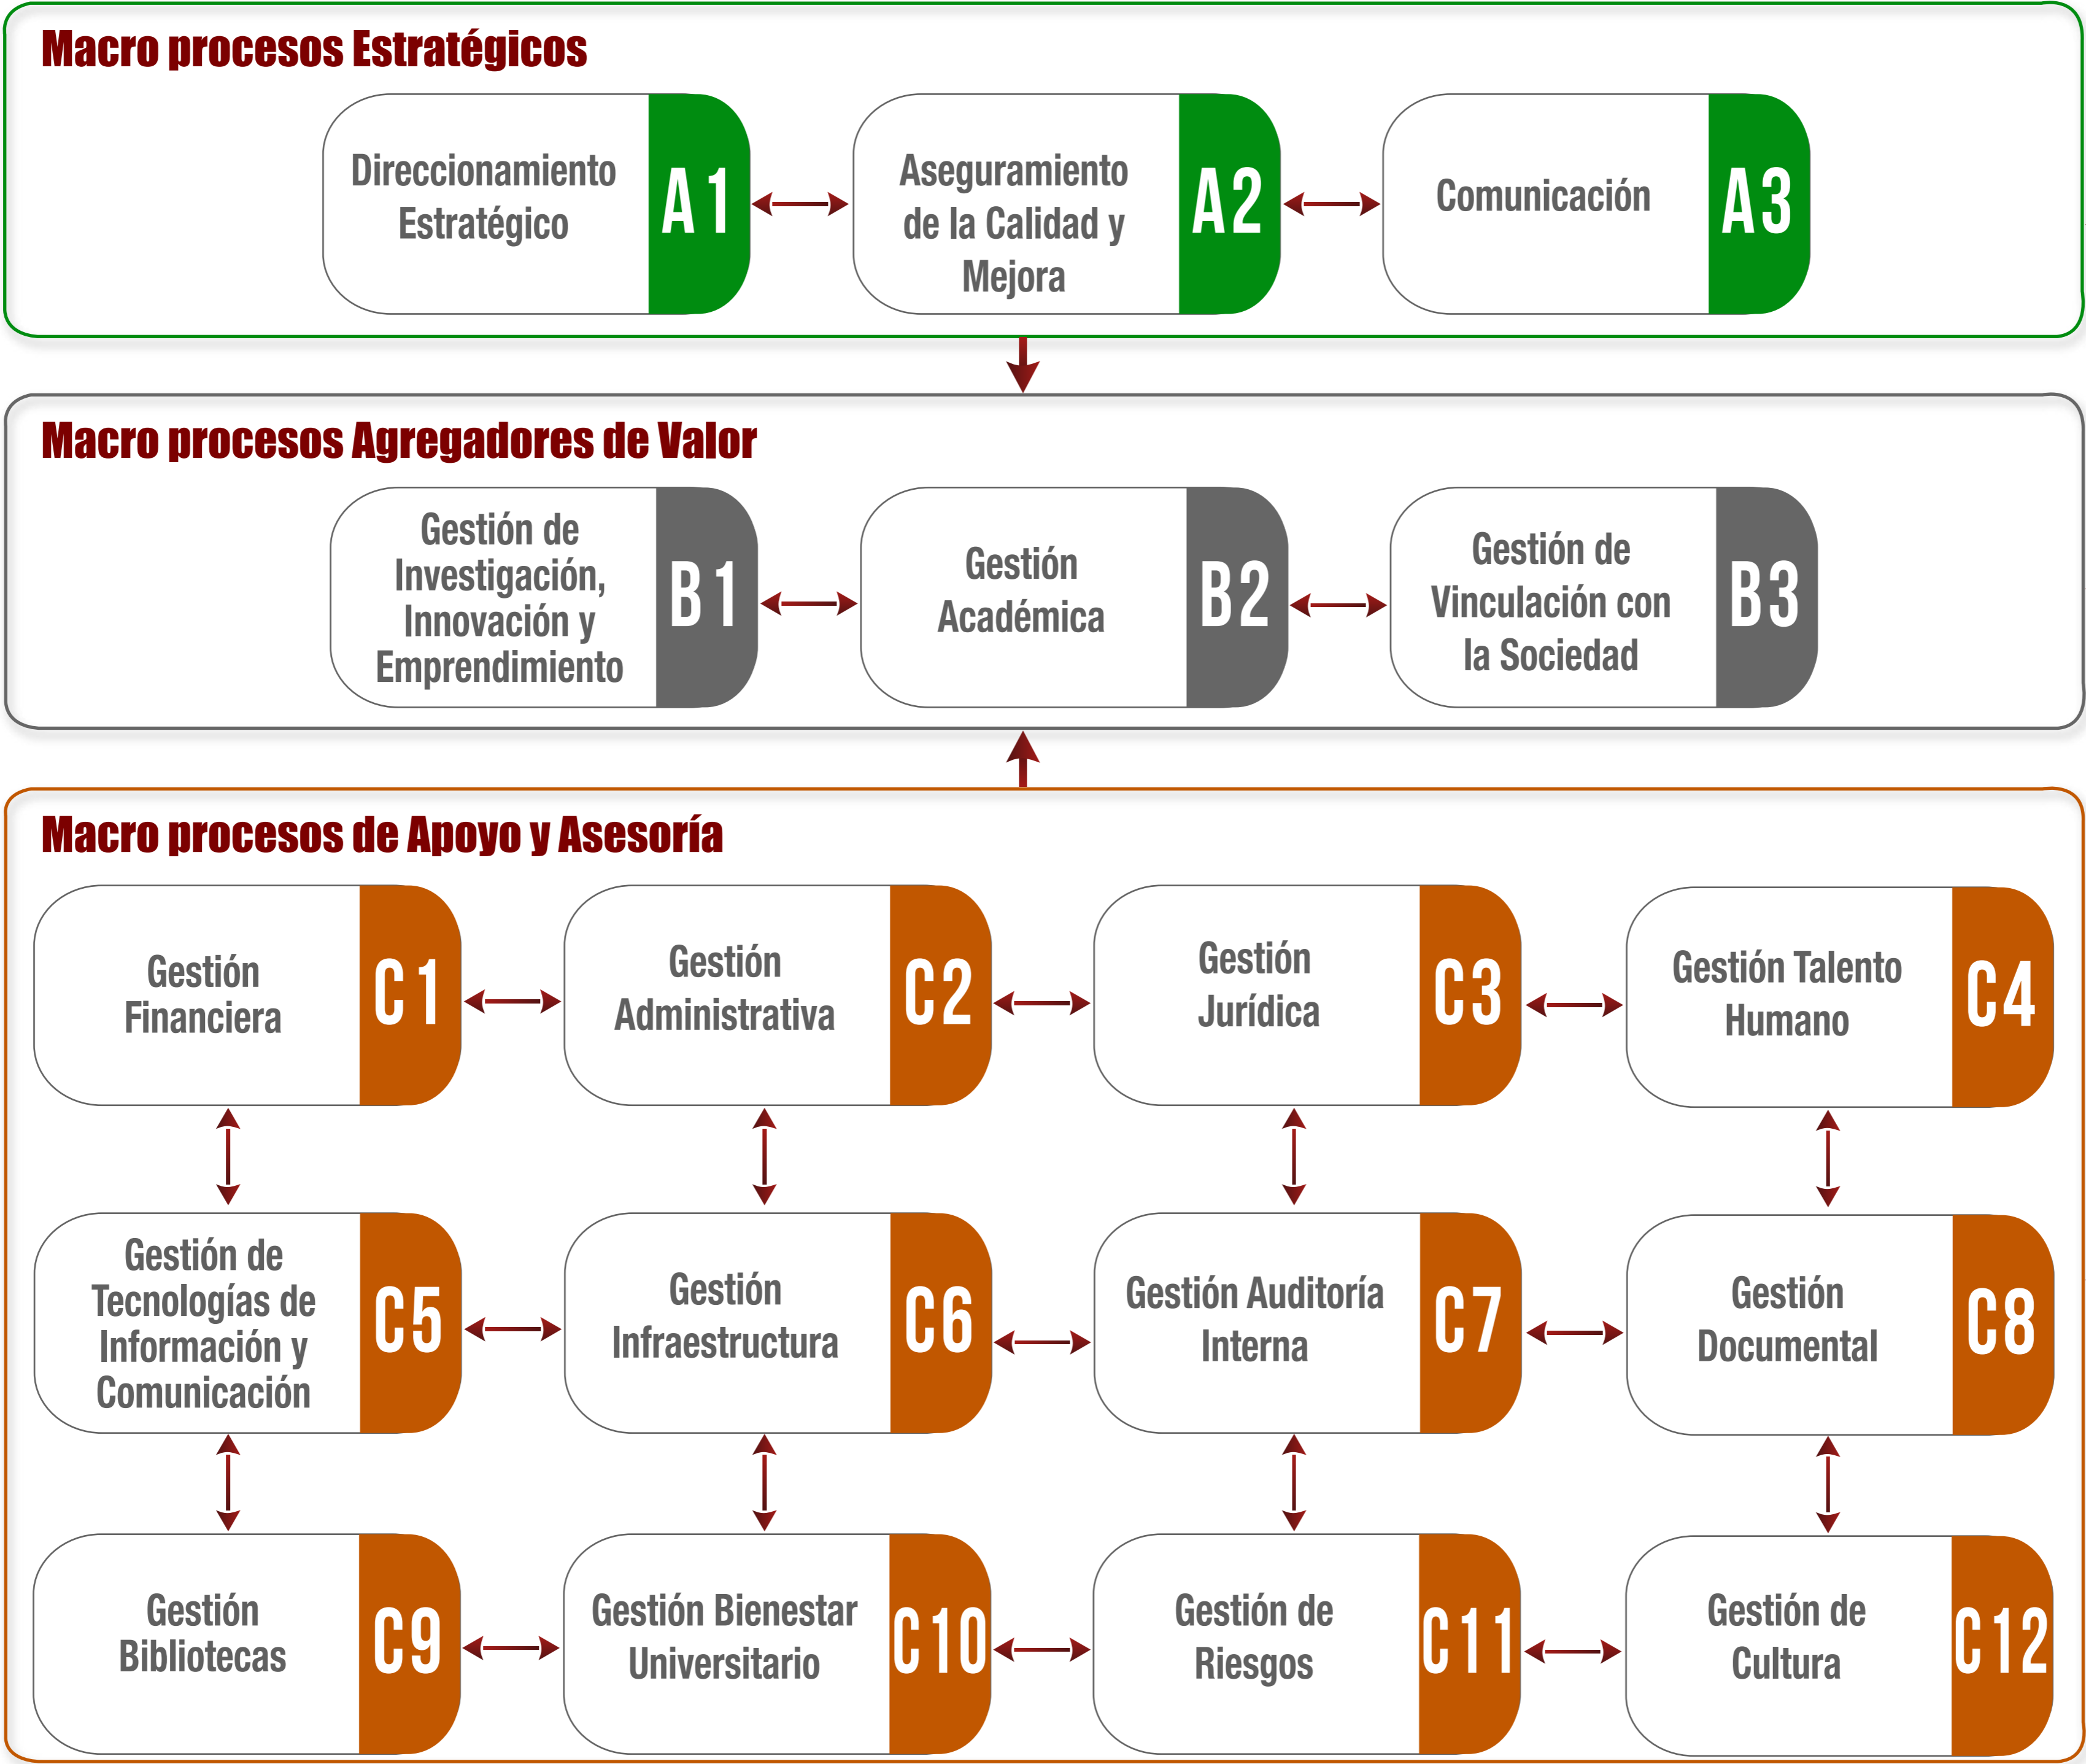 Macro procesos Estratégicos
Direccionamiento
Estratégico
A1
Aseguramiento
de la Calidad y
Mejora
A2
Comunicación
A3
Macro procesos Agregadores de Valor
Gestión de
Investigación,
Innovación y
Emprendimiento
B1
Gestión
Académica
B2
Gestión de
Vinculación con
la Sociedad
B3
Macro procesos de Apoyo y Asesoría
Gestión
Financiera
C1
Gestión
Administrativa
C2
Gestión
Jurídica
C3
Gestión Talento
Humano
C4
Gestión de
Tecnologías de
Información y
Comunicación
C5
Gestión
Infraestructura
C6
Gestión Auditoría
Interna
C7
Gestión
Documental
C8
Gestión
Bibliotecas
C9
Gestión Bienestar
Universitario
C10
Gestión de
Riesgos
C11
Gestión de
Cultura
C12